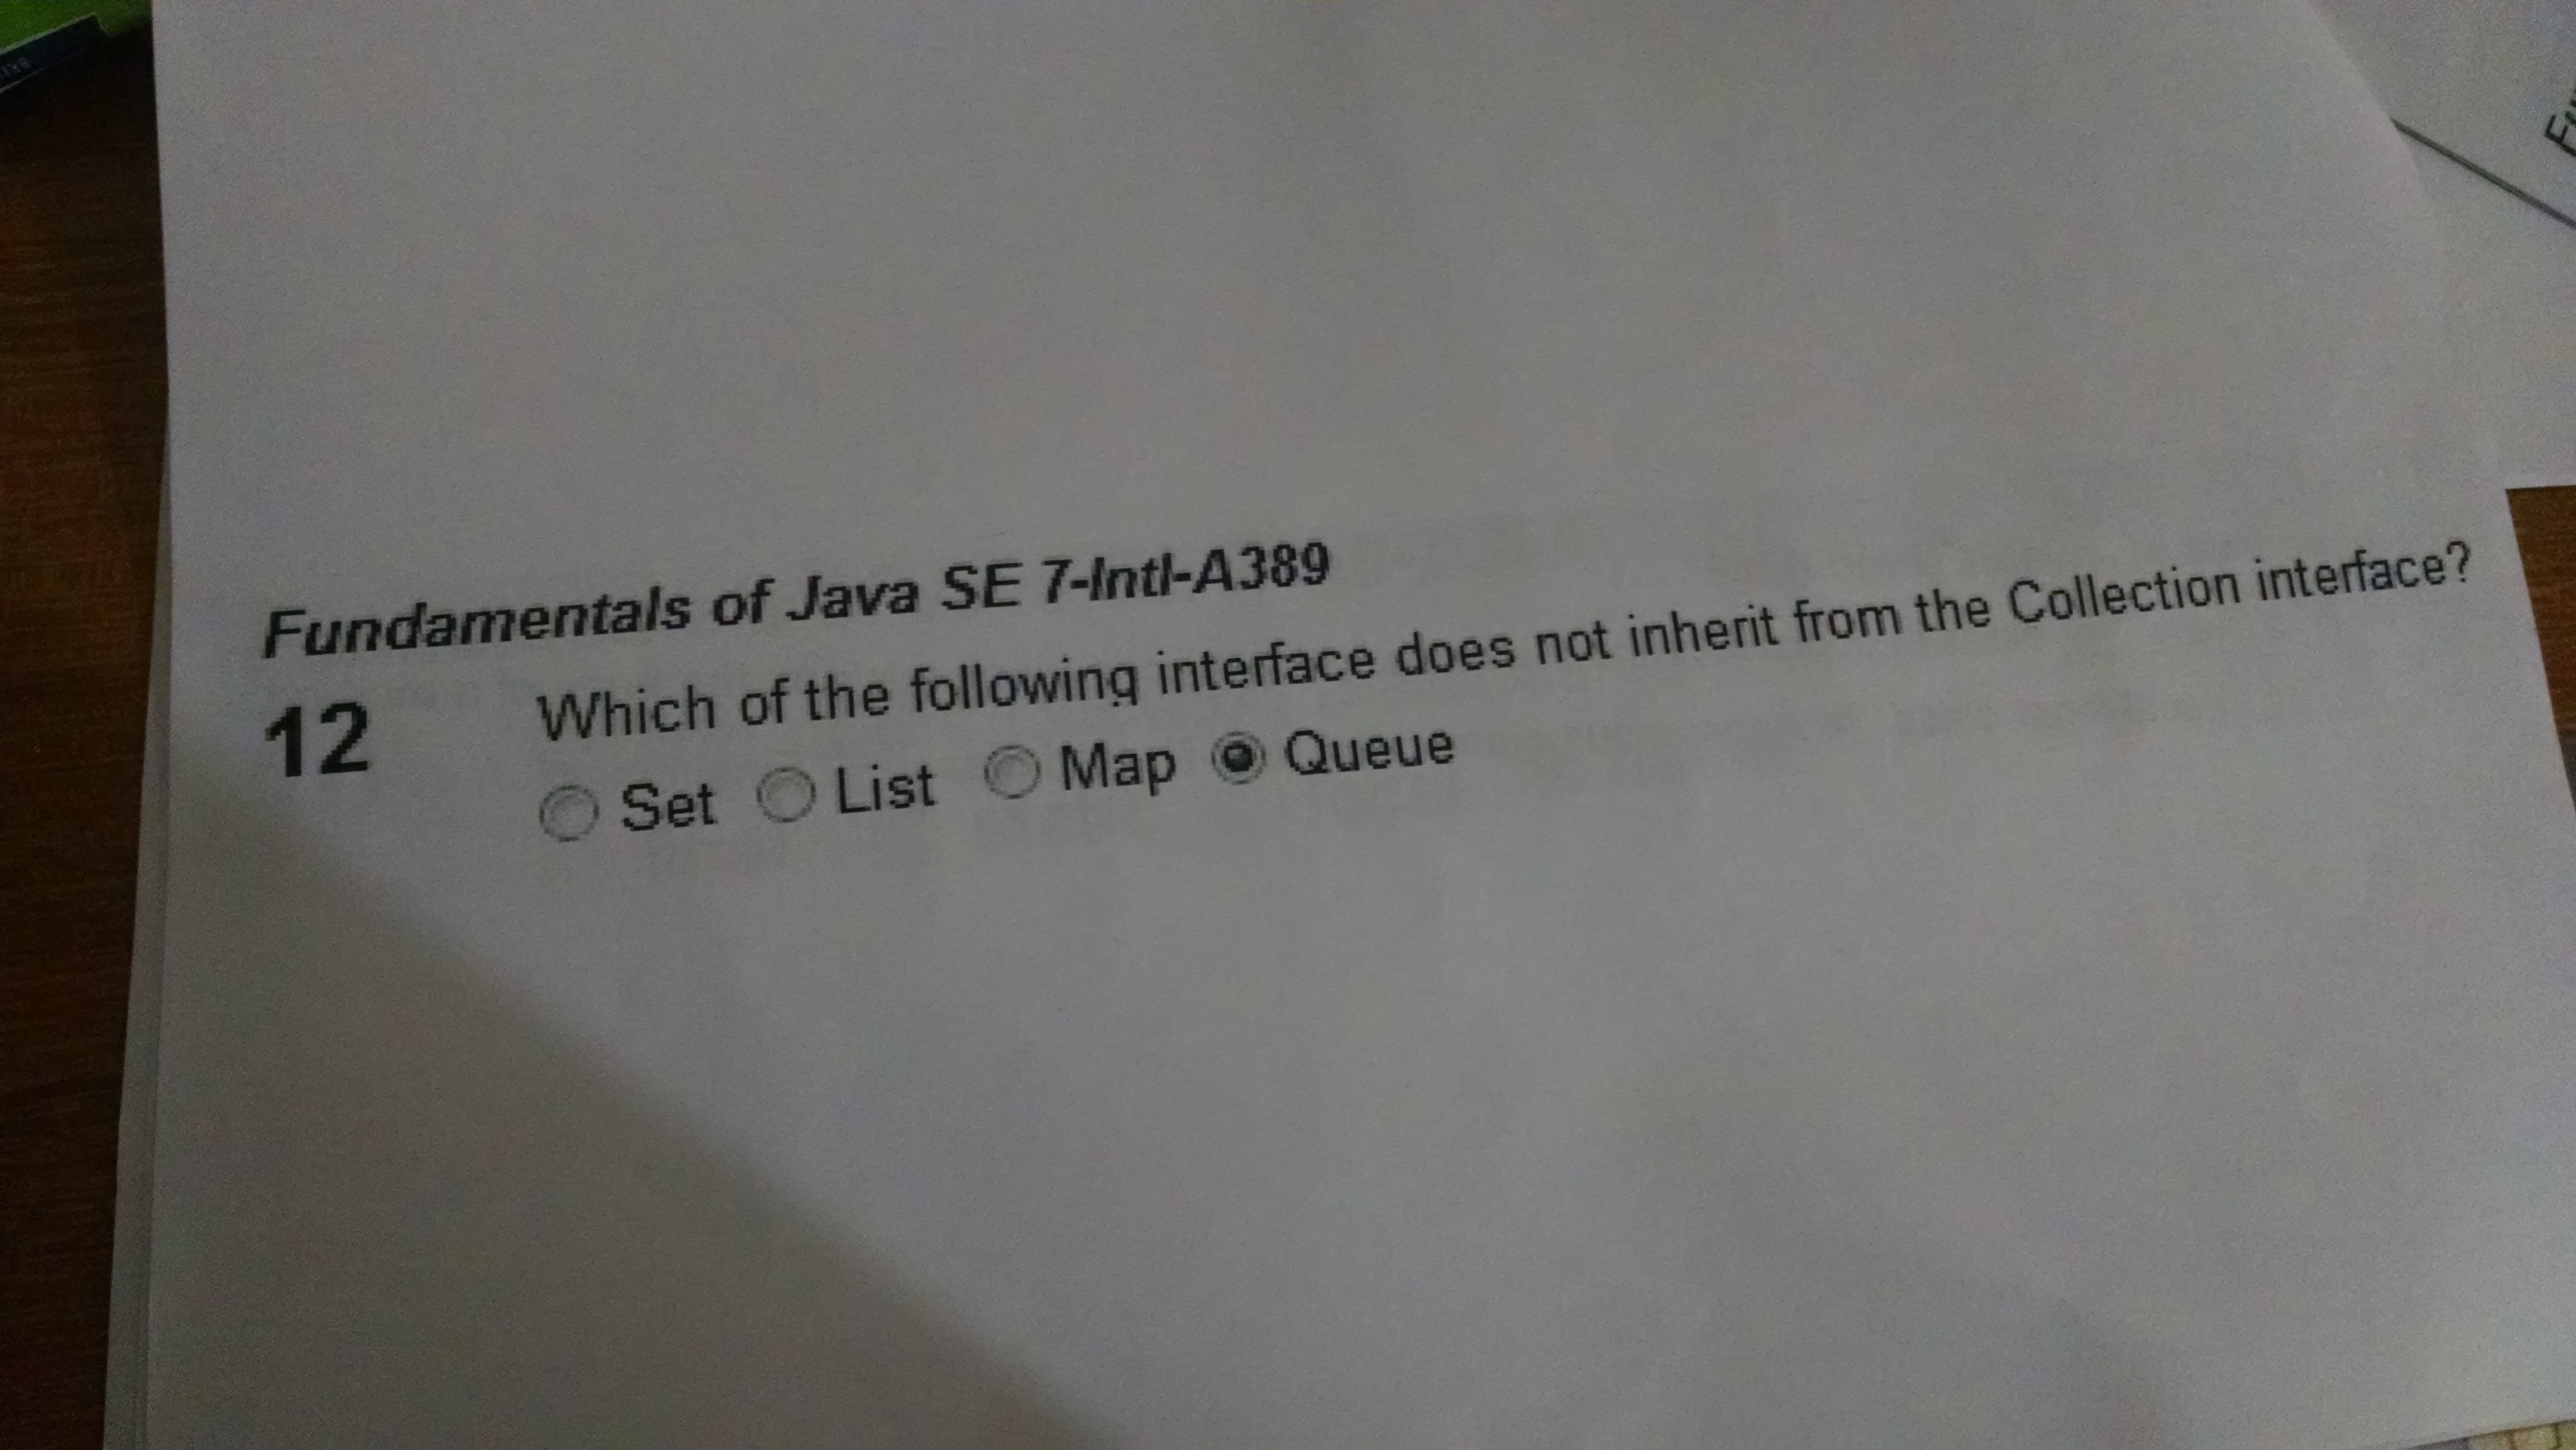 Fundamentals of Java SE 7-Intl-A389
12 Which of the following interface does not inherit from the Collection interface?
Set List Map Queue